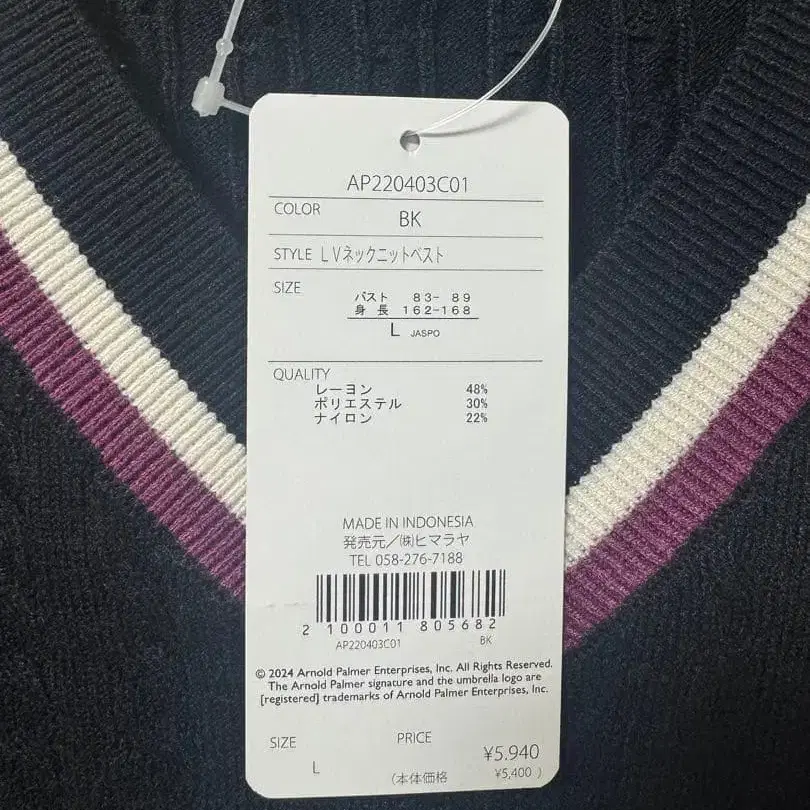 AP220403C01
COLOR BK
STYLE L Vネックニットベスト
SIZE
バスト 83- 89
身長 162-168
L JASPO
QUALITY
レーヨン 48%
ポリエステル 30%
ナイロン 22%
MADE IN INDONESIA
発売元/㈱ヒマラヤ
TEL 058-276-7188
2 100011 805682
AP220403C01 BK
© 2024 Arnold Palmer Enterprises, Inc. All Rights Reserved.
The Arnold Palmer signature and the umbrella logo are
[registered] trademarks of Arnold Palmer Enterprises, Inc.
SIZE PRICE
L ¥5.940
(本体価格 ¥5,400 )